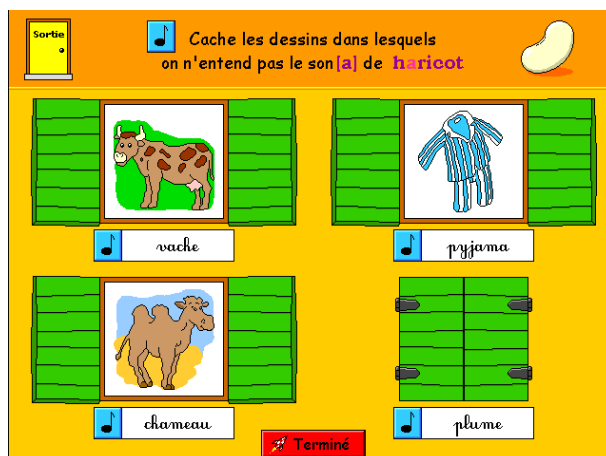 Sortie
Cache les dessins dans lesquels
on n'entend pas le son [a] de haricot
vache
pyjama
chameau
plume
Terminé